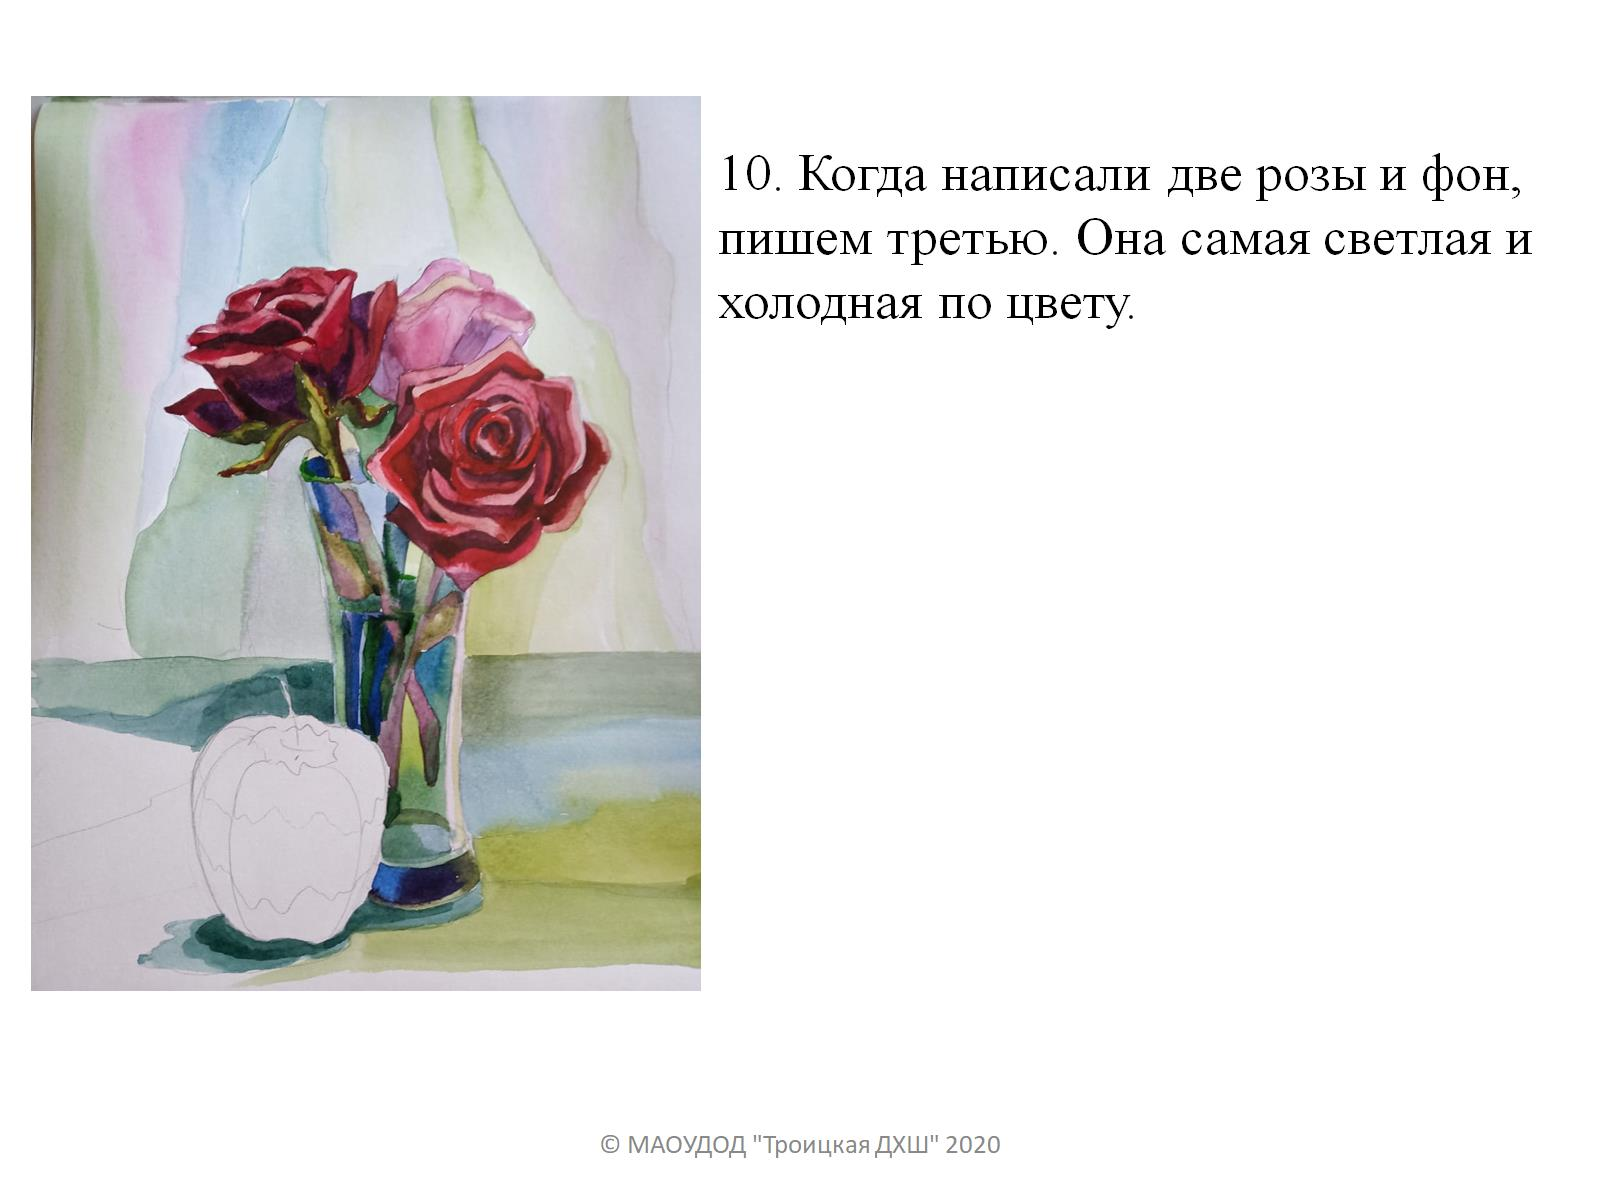 10. Когда написали две розы и фон,
пишем третью. Она самая светлая и
холодная по цвету.
© МАОУДОД "Троицкая ДХШ" 2020